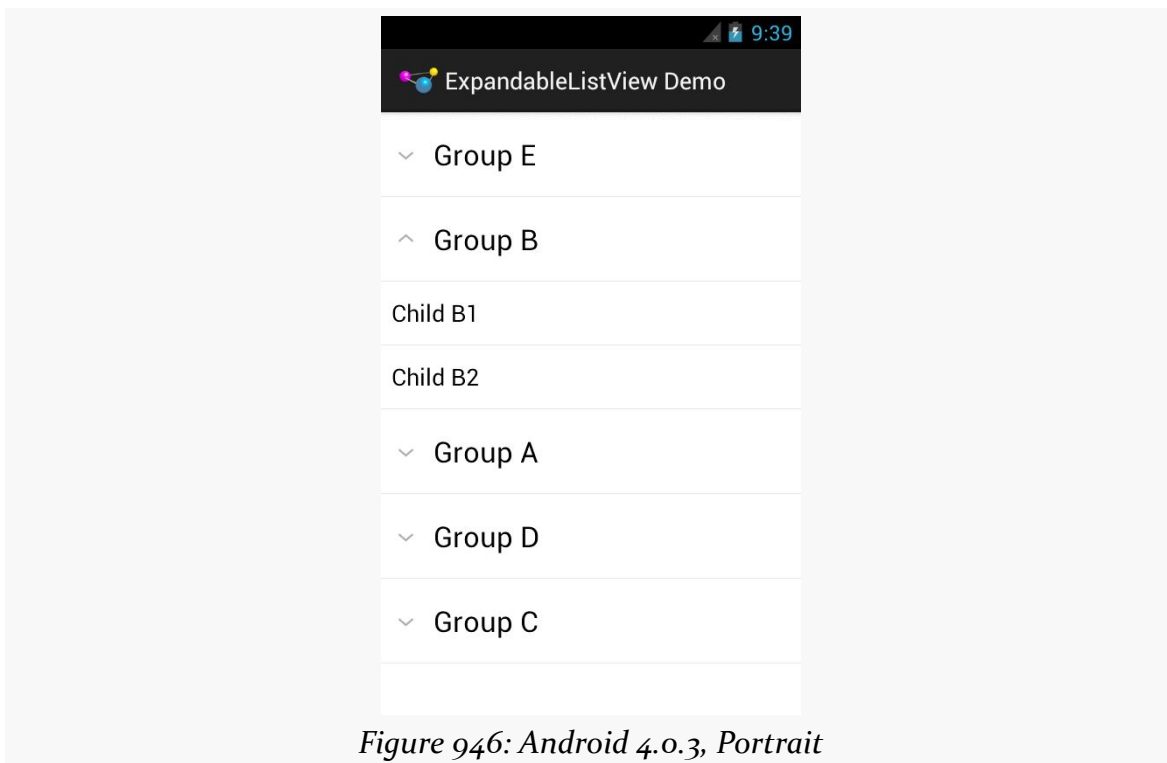 9:39
ExpandableListView Demo
Group E
Group B
Child B1
Child B2
Group A
Group D
Group C
Figure 946: Android 4.0.3, Portrait